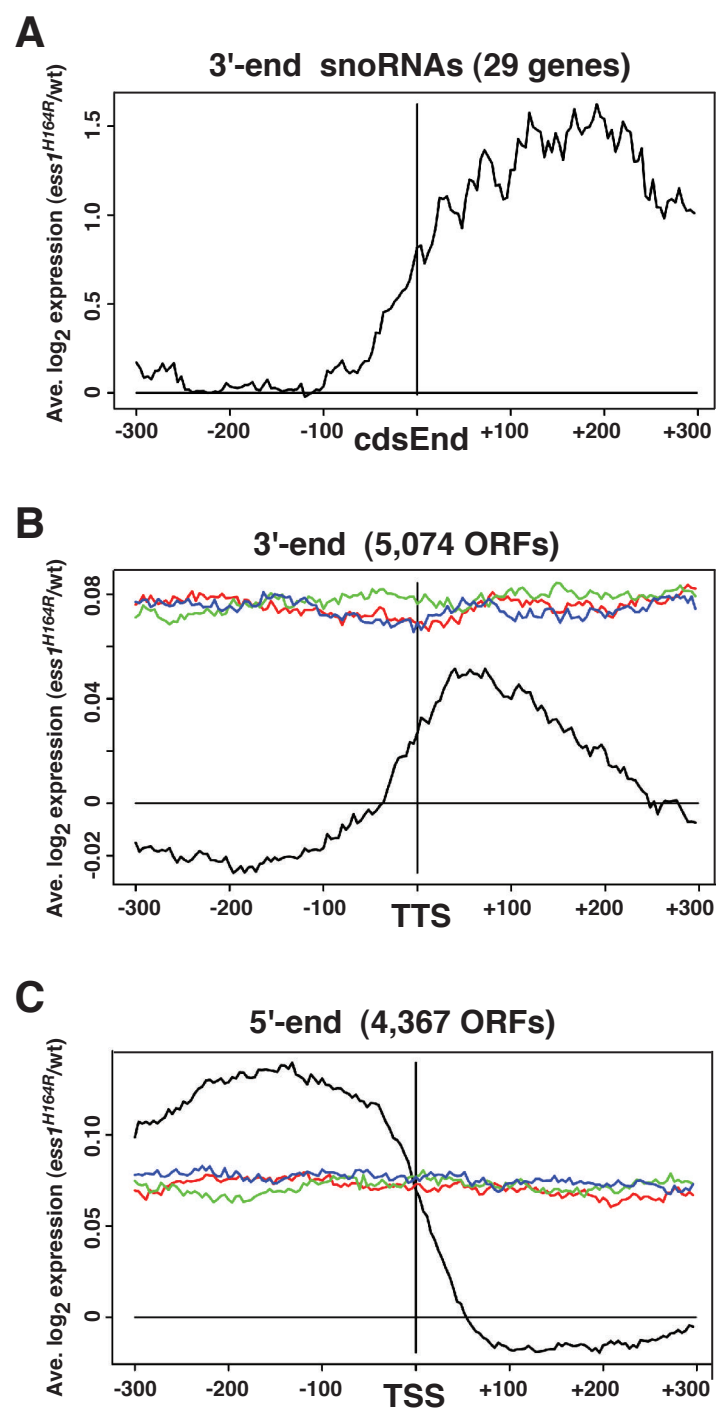 A
3'-end snoRNAs (29 genes)
Ave. log2 expression (ess1H164R/wt)
1.5
1.0
0.5
0
-300 -200 -100 cdsEnd +100 +200 +300
B
3'-end (5,074 ORFs)
Ave. log2 expression (ess1H164R/wt)
0.08
0.04
0
-0.02
-300 -200 -100 TTS +100 +200 +300
C
5'-end (4,367 ORFs)
Ave. log2 expression (ess1H164R/wt)
0.10
0.05
0
-300 -200 -100 TSS +100 +200 +300